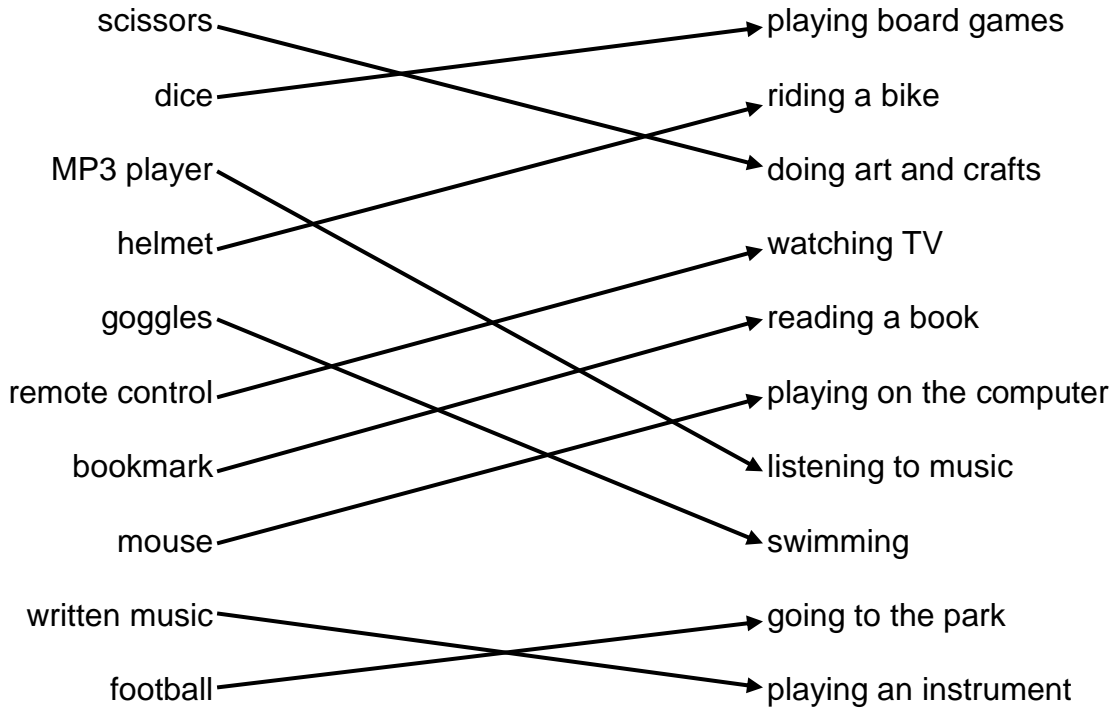 scissors playing board games
dice riding a bike
MP3 player doing art and crafts
helmet watching TV
goggles reading a book
remote control playing on the computer
bookmark listening to music
mouse swimming
written music going to the park
football playing an instrument